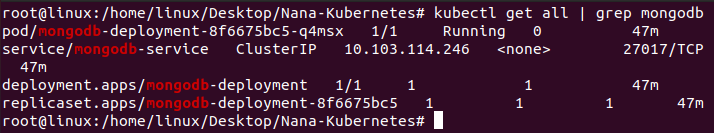 root@linux:/home/linux/Desktop/Nana-Kubernetes# kubectl get all | grep mongodb
pod/mongodb-deployment-8f6675bc5-q4msx   1/1     Running   0          47m
service/mongodb-service   ClusterIP   10.103.114.246   <none>        27017/TCP
  47m
deployment.apps/mongodb-deployment   1/1     1            1           47m
replicaset.apps/mongodb-deployment-8f6675bc5   1         1         1       47m
root@linux:/home/linux/Desktop/Nana-Kubernetes#